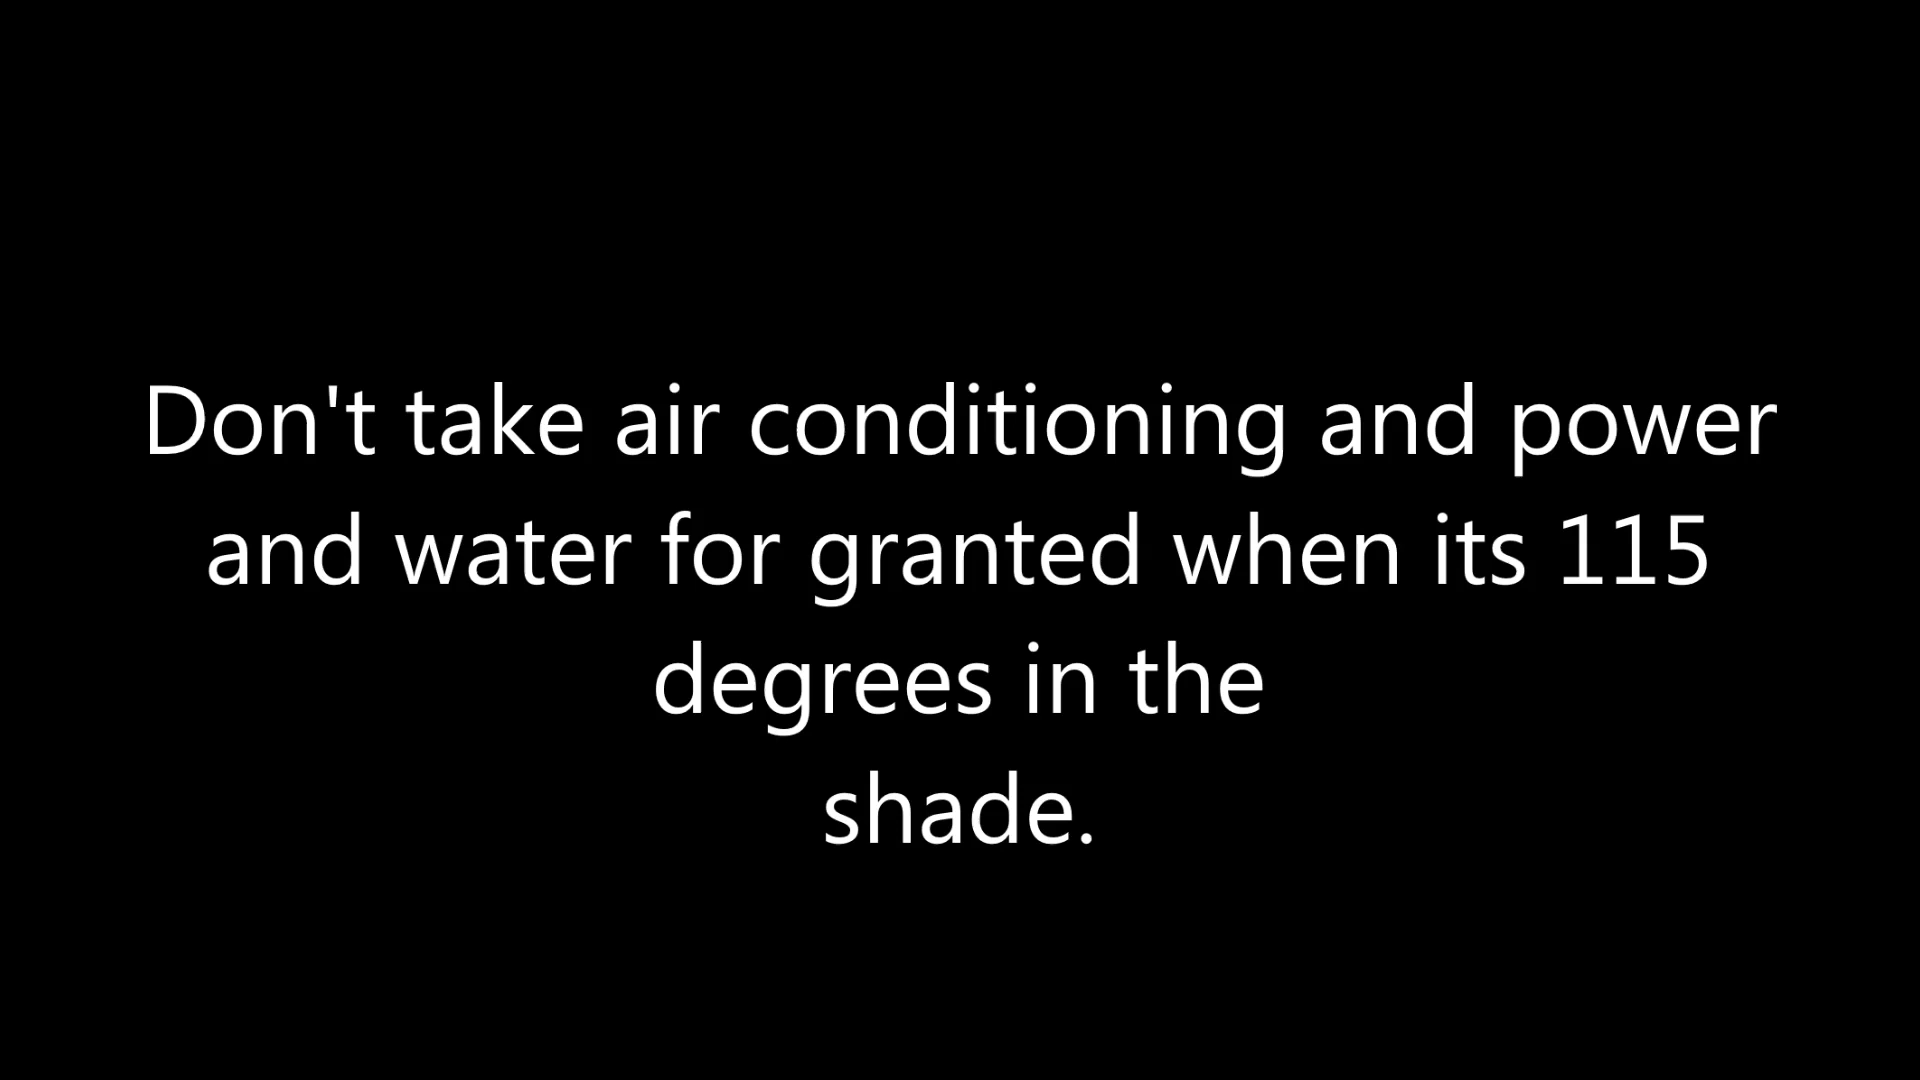 Don't take air conditioning and power
and water for granted when its 115
degrees in the
shade.